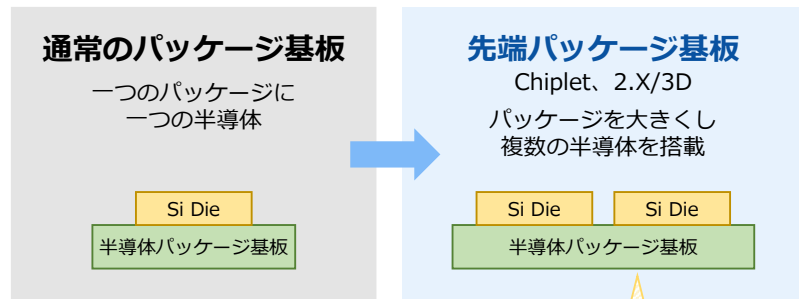 通常のパッケージ基板
一つのパッケージに
一つの半導体
Si Die
半導体パッケージ基板
先端パッケージ基板
Chiplet、2.X/3D
パッケージを大きくし
複数の半導体を搭載
Si Die
Si Die
半導体パッケージ基板